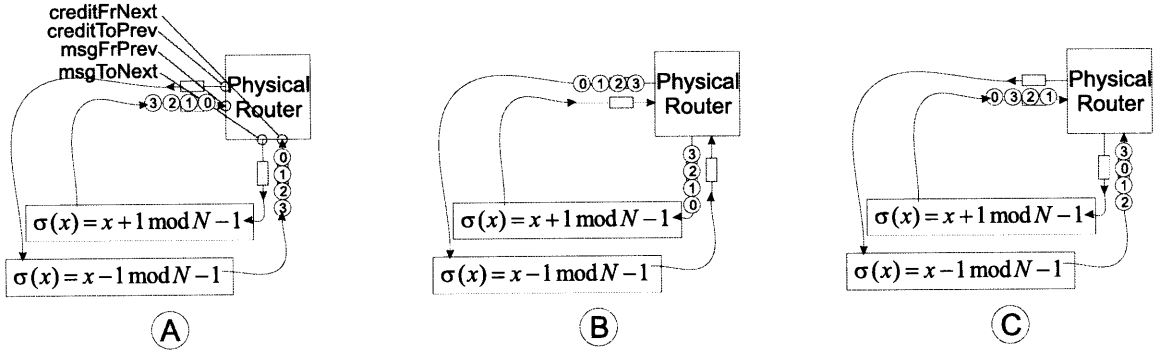 creditFrNext
creditToPrev
msgFrPrev
msgToNext
Physical
Router
3 2 1 0
0
1
2
3
σ(x) = x + 1 mod N − 1
σ(x) = x − 1 mod N − 1
A
Physical
Router
0 1 2 3
3
2
1
0
σ(x) = x + 1 mod N − 1
σ(x) = x − 1 mod N − 1
B
Physical
Router
0 3 2 1
3
0
1
2
σ(x) = x + 1 mod N − 1
σ(x) = x − 1 mod N − 1
C